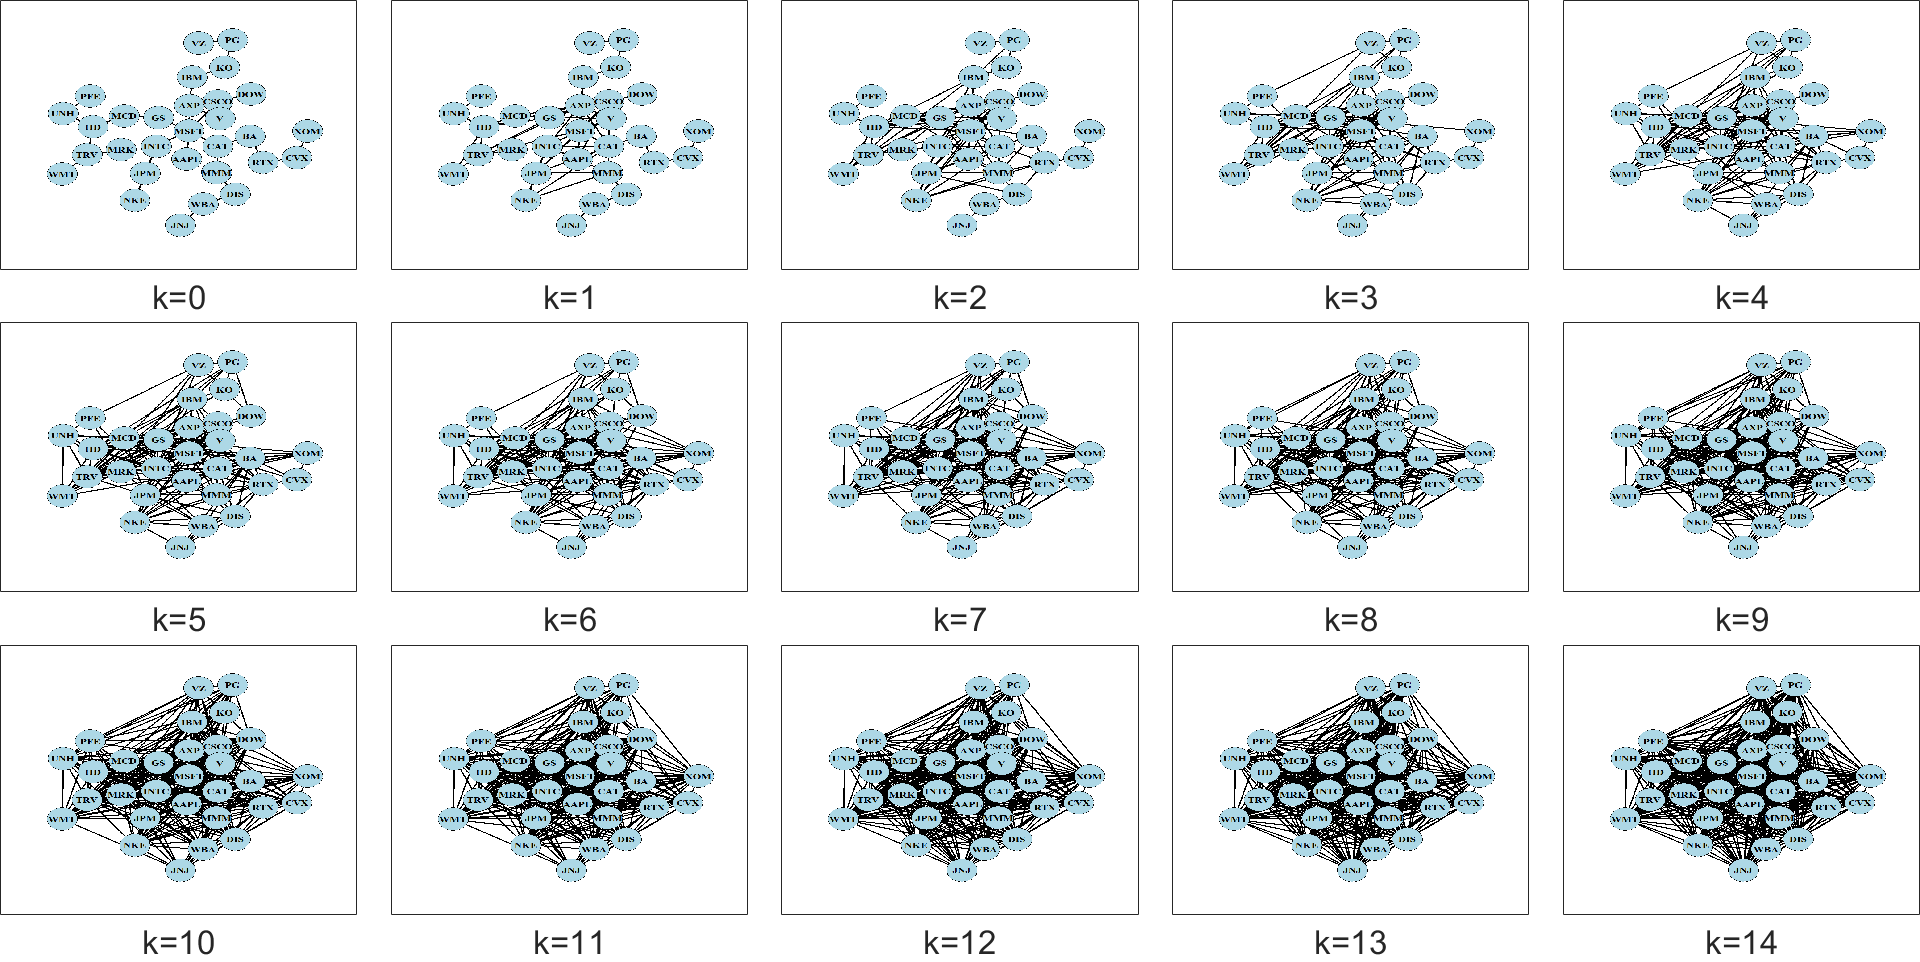 VZ PG
IBM KO
PFE AXP CSCO DOW
UNH MCD GS V
HD MSFT BA XOM
TRV MRK INTC AAPL CAT RTX CVX
WMT JPM MMM
NKE WBA DIS
JNJ
k=0
VZ PG
IBM KO
PFE AXP CSCO DOW
UNH MCD GS V
HD MSFT BA XOM
TRV MRK INTC AAPL CAT RTX CVX
WMT JPM MMM
NKE WBA DIS
JNJ
k=1
VZ PG
IBM KO
PFE AXP CSCO DOW
UNH MCD GS V
HD MSFT BA XOM
TRV MRK INTC AAPL CAT RTX CVX
WMT JPM MMM
NKE WBA DIS
JNJ
k=2
VZ PG
IBM KO
PFE AXP CSCO DOW
UNH MCD GS V
HD MSFT BA XOM
TRV MRK INTC AAPL CAT RTX CVX
WMT JPM MMM
NKE WBA DIS
JNJ
k=3
VZ PG
IBM KO
PFE AXP CSCO DOW
UNH MCD GS V
HD MSFT BA XOM
TRV MRK INTC AAPL CAT RTX CVX
WMT JPM MMM
NKE WBA DIS
JNJ
k=4
VZ PG
IBM KO
PFE AXP CSCO DOW
UNH MCD GS V
HD MSFT BA XOM
TRV MRK INTC AAPL CAT RTX CVX
WMT JPM MMM
NKE WBA DIS
JNJ
k=5
VZ PG
IBM KO
PFE AXP CSCO DOW
UNH MCD GS V
HD MSFT BA XOM
TRV MRK INTC AAPL CAT RTX CVX
WMT JPM MMM
NKE WBA DIS
JNJ
k=6
VZ PG
IBM KO
PFE AXP CSCO DOW
UNH MCD GS V
HD MSFT BA XOM
TRV MRK INTC AAPL CAT RTX CVX
WMT JPM MMM
NKE WBA DIS
JNJ
k=7
VZ PG
IBM KO
PFE AXP CSCO DOW
UNH MCD GS V
HD MSFT BA XOM
TRV MRK INTC AAPL CAT RTX CVX
WMT JPM MMM
NKE WBA DIS
JNJ
k=8
VZ PG
IBM KO
PFE AXP CSCO DOW
UNH MCD GS V
HD MSFT BA XOM
TRV MRK INTC AAPL CAT RTX CVX
WMT JPM MMM
NKE WBA DIS
JNJ
k=9
VZ PG
IBM KO
PFE AXP CSCO DOW
UNH MCD GS V
HD MSFT BA XOM
TRV MRK INTC AAPL CAT RTX CVX
WMT JPM MMM
NKE WBA DIS
JNJ
k=10
VZ PG
IBM KO
PFE AXP CSCO DOW
UNH MCD GS V
HD MSFT BA XOM
TRV MRK INTC AAPL CAT RTX CVX
WMT JPM MMM
NKE WBA DIS
JNJ
k=11
VZ PG
IBM KO
PFE AXP CSCO DOW
UNH MCD GS V
HD MSFT BA XOM
TRV MRK INTC AAPL CAT RTX CVX
WMT JPM MMM
NKE WBA DIS
JNJ
k=12
VZ PG
IBM KO
PFE AXP CSCO DOW
UNH MCD GS V
HD MSFT BA XOM
TRV MRK INTC AAPL CAT RTX CVX
WMT JPM MMM
NKE WBA DIS
JNJ
k=13
VZ PG
IBM KO
PFE AXP CSCO DOW
UNH MCD GS V
HD MSFT BA XOM
TRV MRK INTC AAPL CAT RTX CVX
WMT JPM MMM
NKE WBA DIS
JNJ
k=14